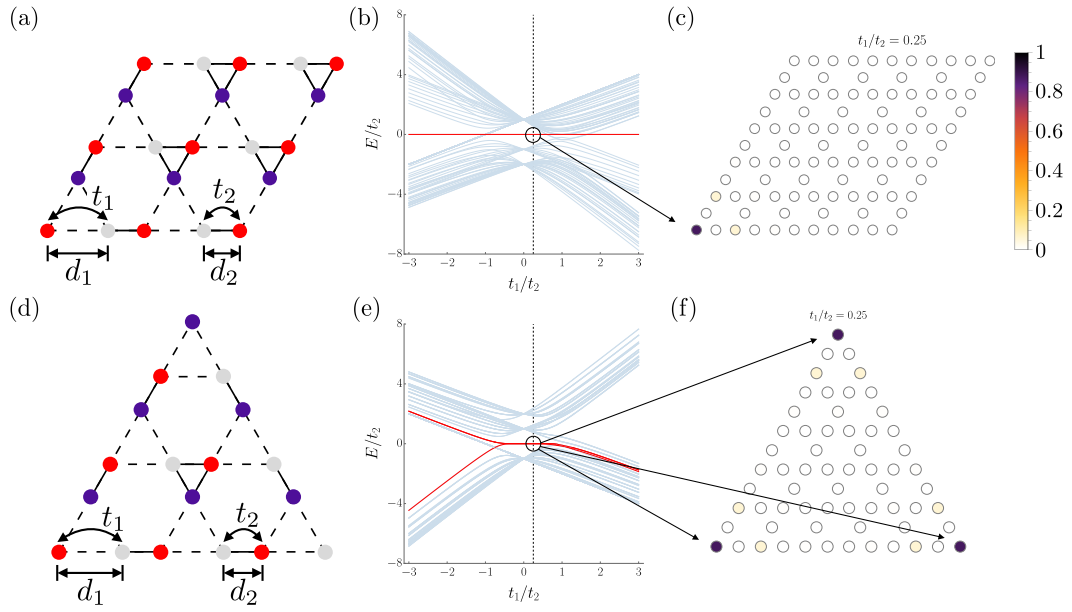 (a)
t₁
t₂
d₁
d₂
(b)
E/t₂
8
4
0
−4
−8
−3
−2
−1
0
1
2
3
t₁/t₂
(c)
t₁/t₂ = 0.25
1
0.8
0.6
0.4
0.2
0
(d)
t₁
t₂
d₁
d₂
(e)
E/t₂
8
4
0
−4
−8
−3
−2
−1
0
1
2
3
t₁/t₂
(f)
t₁/t₂ = 0.25